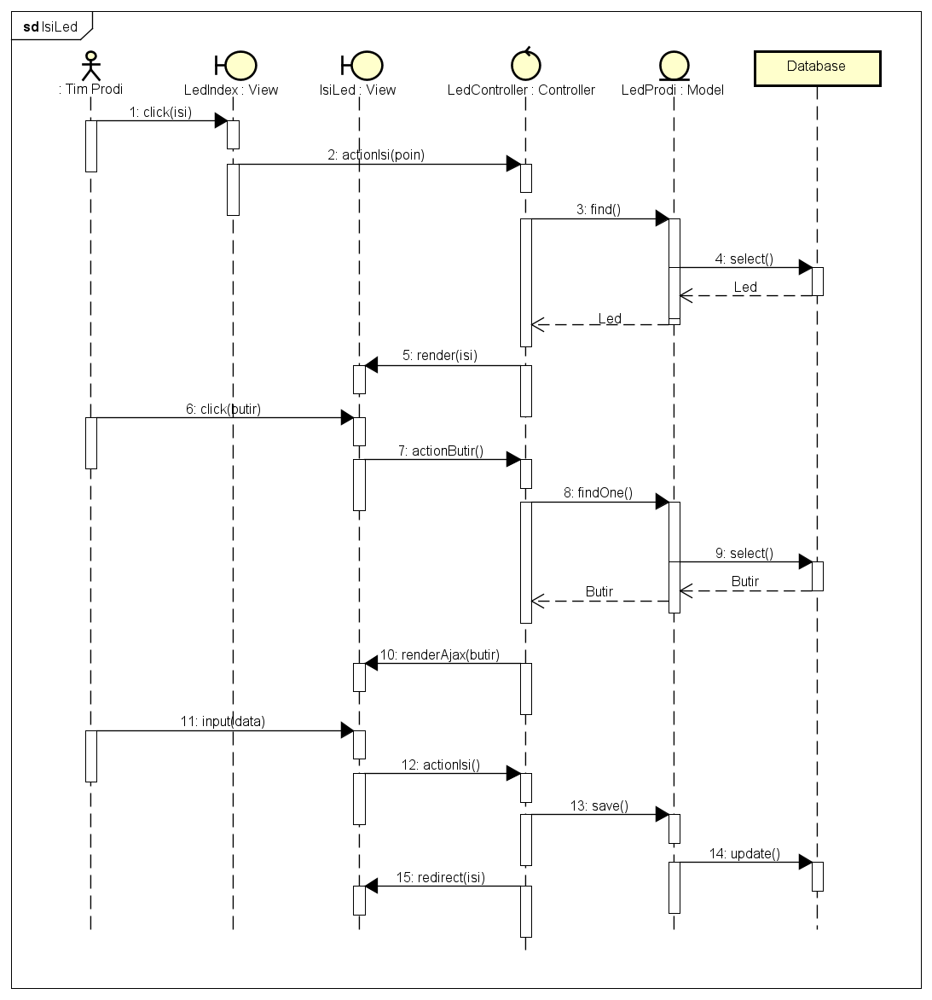 sd IsiLed
: Tim Prodi
LedIndex : View
IsiLed : View
LedController : Controller
LedProdi : Model
Database
1: click(isi)
2: actionIsi(poin)
3: find()
4: select()
Led
Led
5: render(isi)
6: click(butir)
7: actionButir()
8: findOne()
9: select()
Butir
Butir
10: renderAjax(butir)
11: input(data)
12: actionIsi()
13: save()
14: update()
15: redirect(isi)